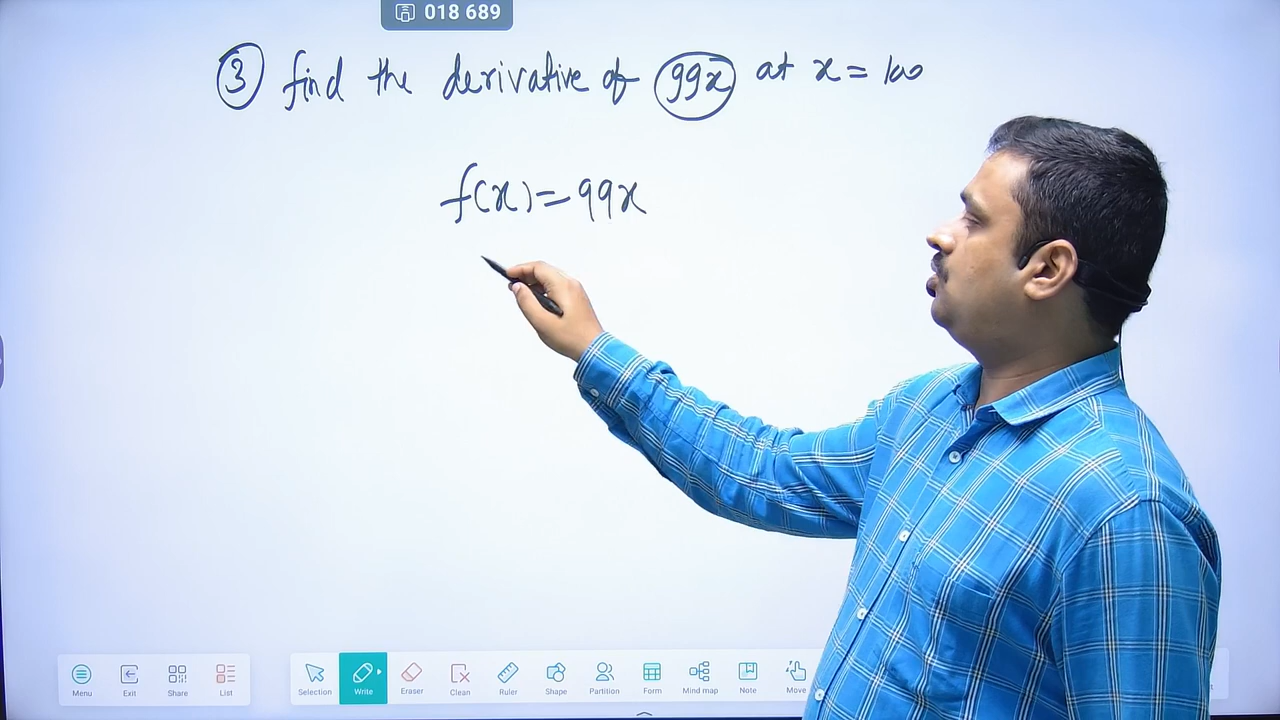 018 689
③ find the derivative of 99x at x = 100
f(x) = 99x
Menu Exit Share List Selection Write Eraser Clean Ruler Shape Partition Form Mind map Note Move